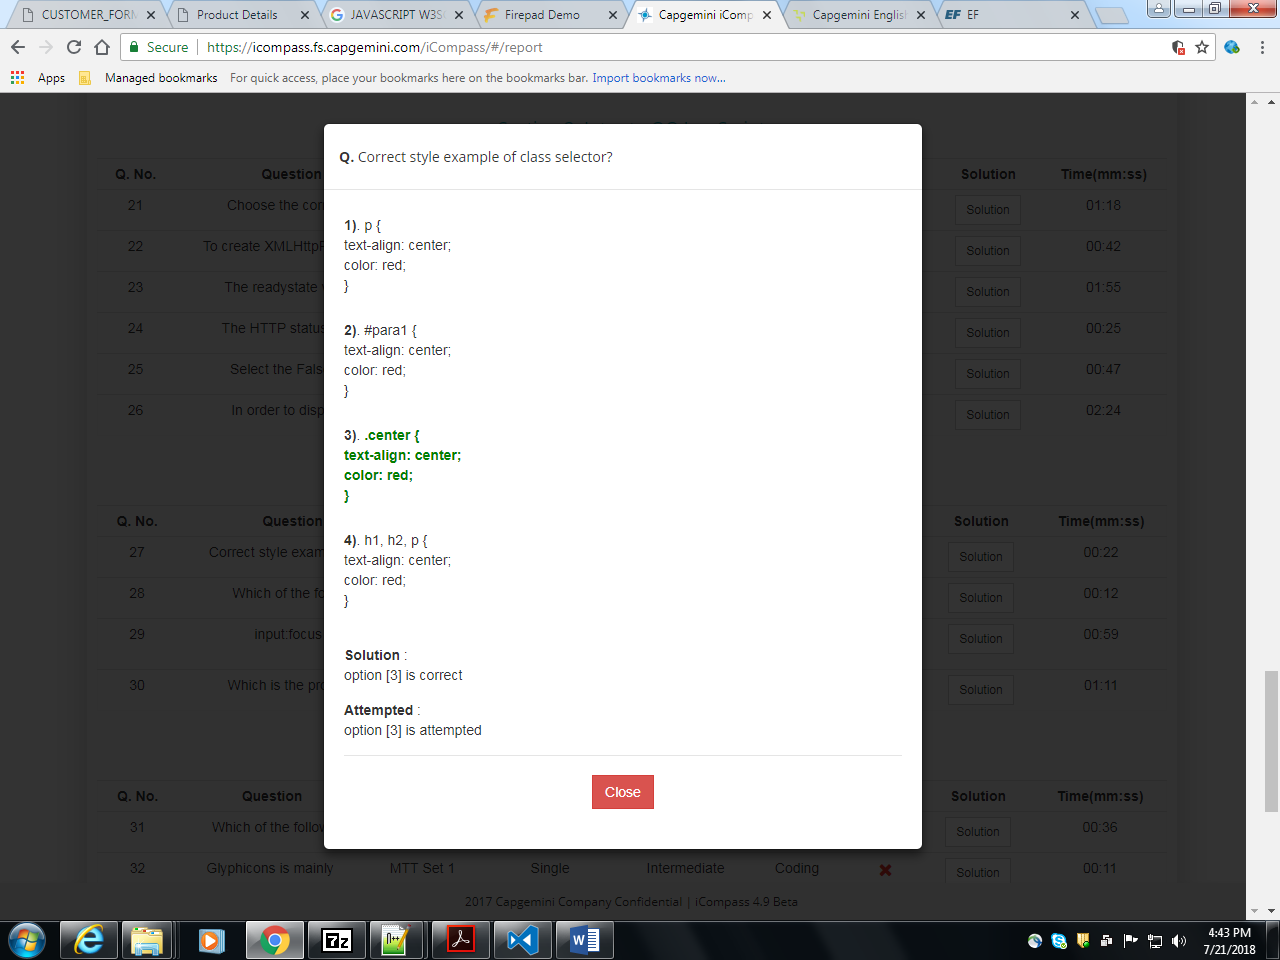 CUSTOMER_FORM
Product Details
JAVASCRIPT W3S
Firepad Demo
Capgemini iComp
Capgemini English
EF EF
Secure https://icompass.fs.capgemini.com/iCompass/#/report
Apps Managed bookmarks For quick access, place your bookmarks here on the bookmarks bar. Import bookmarks now...
Q. Correct style example of class selector?
1). p {
text-align: center;
color: red;
}
2). #para1 {
text-align: center;
color: red;
}
3). .center {
text-align: center;
color: red;
}
4). h1, h2, p {
text-align: center;
color: red;
}
Solution :
option [3] is correct
Attempted :
option [3] is attempted
Close
Q. No. Question Solution Time(mm:ss)
21 Choose the cor Solution 01:18
22 To create XMLHttpR Solution 00:42
23 The readystate Solution 01:55
24 The HTTP status Solution 00:25
25 Select the Fals Solution 00:47
26 In order to disp Solution 02:24
Q. No. Question Solution Time(mm:ss)
27 Correct style exam Solution 00:22
28 Which of the fo Solution 00:12
29 input:focus Solution 00:59
30 Which is the pro Solution 01:11
Q. No. Question Solution Time(mm:ss)
31 Which of the follow Solution 00:36
32 Glyphicons is mainly MTT Set 1 Single Intermediate Coding Solution 00:11
2017 Capgemini Company Confidential | iCompass 4.9 Beta
4:43 PM
7/21/2018